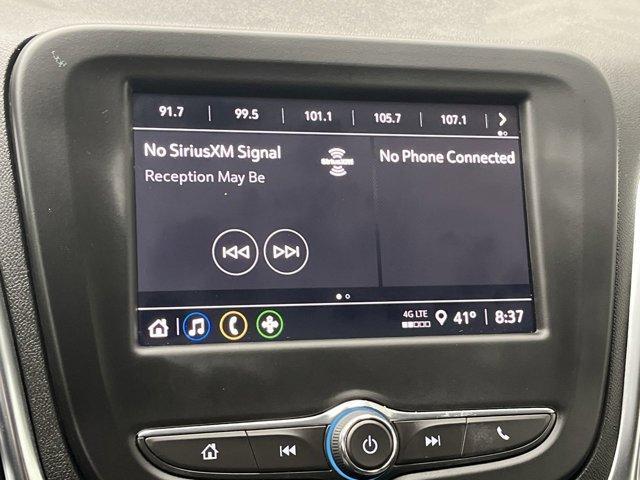 91.7 99.5 101.1 105.7 107.1
No SiriusXM Signal
SiriusXM
No Phone Connected
Reception May Be
4G LTE
41° 8:37